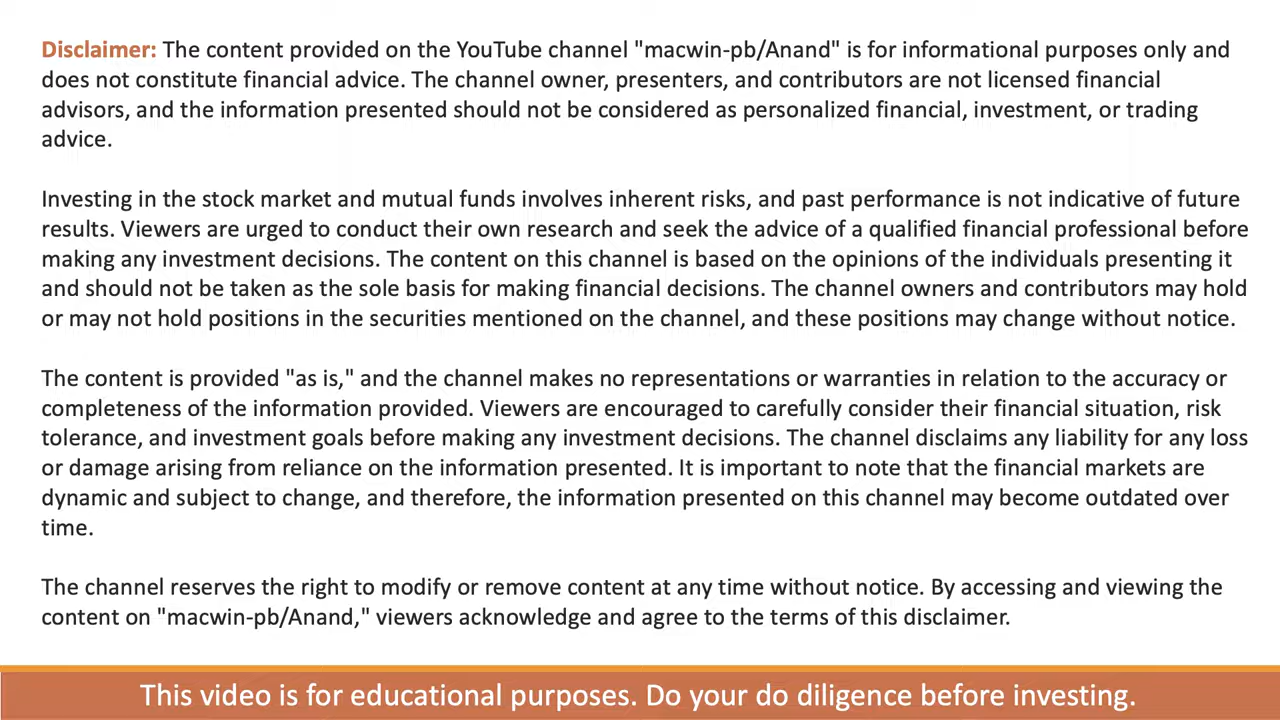 Disclaimer: The content provided on the YouTube channel "macwin-pb/Anand" is for informational purposes only and
does not constitute financial advice. The channel owner, presenters, and contributors are not licensed financial
advisors, and the information presented should not be considered as personalized financial, investment, or trading
advice.
Investing in the stock market and mutual funds involves inherent risks, and past performance is not indicative of future
results. Viewers are urged to conduct their own research and seek the advice of a qualified financial professional before
making any investment decisions. The content on this channel is based on the opinions of the individuals presenting it
and should not be taken as the sole basis for making financial decisions. The channel owners and contributors may hold
or may not hold positions in the securities mentioned on the channel, and these positions may change without notice.
The content is provided "as is," and the channel makes no representations or warranties in relation to the accuracy or
completeness of the information provided. Viewers are encouraged to carefully consider their financial situation, risk
tolerance, and investment goals before making any investment decisions. The channel disclaims any liability for any loss
or damage arising from reliance on the information presented. It is important to note that the financial markets are
dynamic and subject to change, and therefore, the information presented on this channel may become outdated over
time.
The channel reserves the right to modify or remove content at any time without notice. By accessing and viewing the
content on "macwin-pb/Anand," viewers acknowledge and agree to the terms of this disclaimer.
This video is for educational purposes. Do your do diligence before investing.